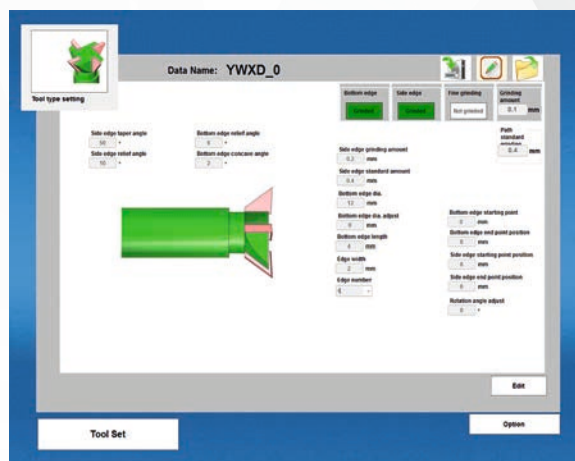 Data Name: YWXD_0
Tool type setting
Bottom edge
Side edge
Fine grinding
Grinding amount
Grinded
Grinded
Not grinded
0.1 mm
Path standard grinding
0.4 mm
Side edge taper angle
50 °
Bottom edge relief angle
Side edge relief angle
10 °
Bottom edge concave angle
Side edge grinding amount
0.2 mm
Side edge standard amount
0.4 mm
Bottom edge dia.
12 mm
Bottom edge dia. adjust
0 mm
Bottom edge length
mm
Edge width
2 mm
Edge number
Bottom edge starting point
0 mm
Bottom edge end point position
0 mm
Side edge starting point position
0 mm
Side edge end point position
0 mm
Rotation angle adjust
0 °
Edit
Tool Set
Option